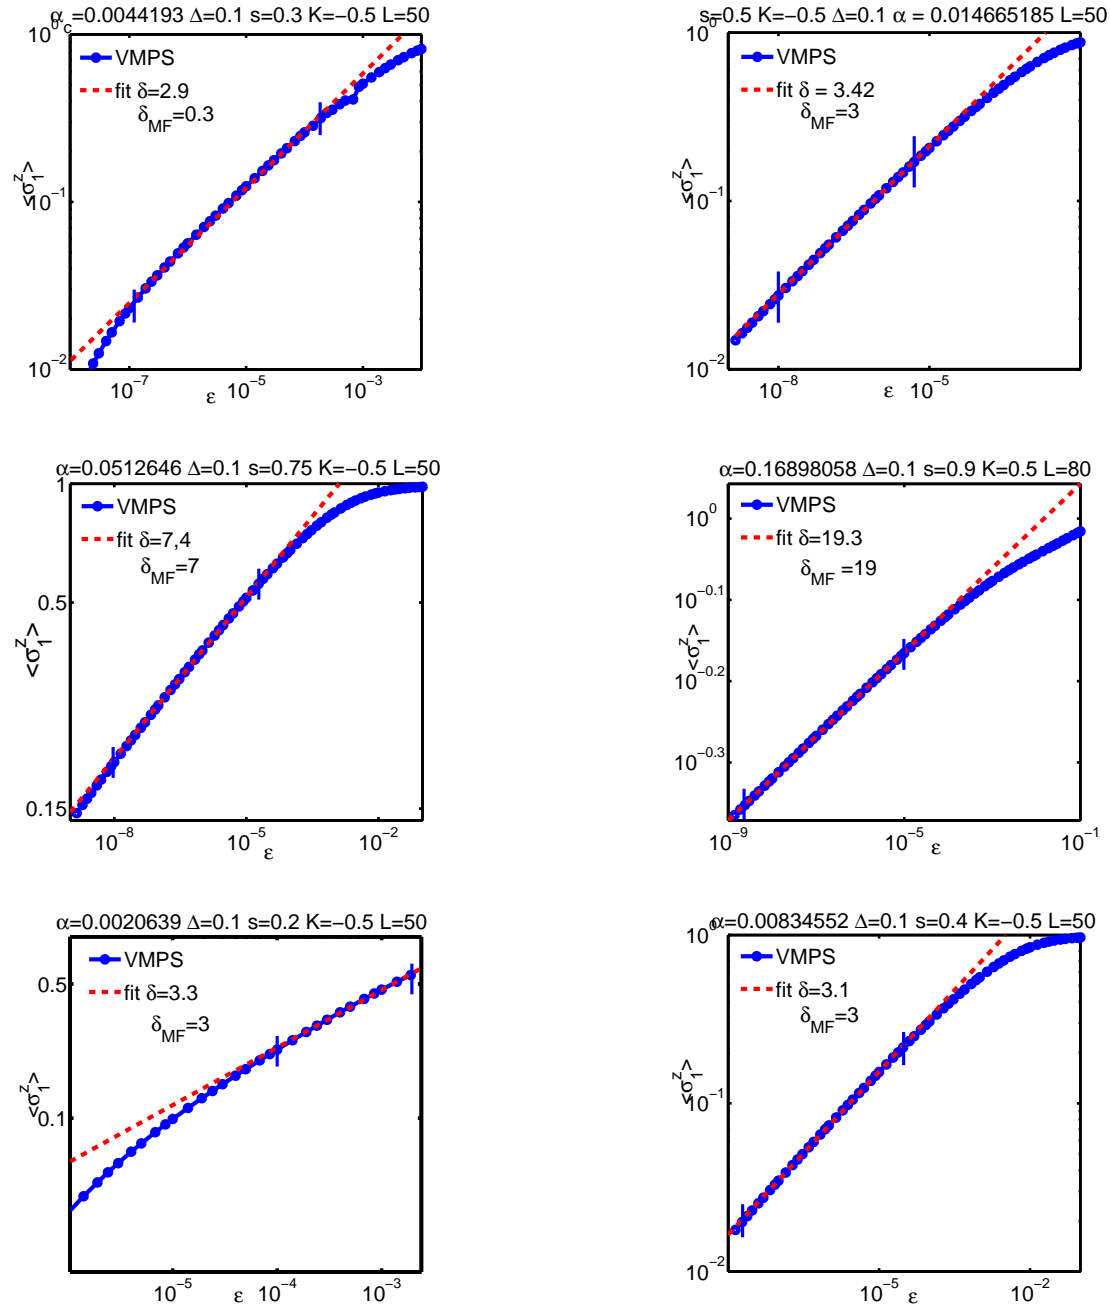 α_c=0.0044193 Δ=0.1 s=0.3 K=−0.5 L=50
10^0
VMPS
fit δ=2.9
δ_MF=0.3
<σ_1^z>
10^−1
10^−2
10^−7 10^−5 10^−3
ε
s=0.5 K=−0.5 Δ=0.1 α = 0.014665185 L=50
10^0
VMPS
fit δ = 3.42
δ_MF=3
<σ_1^z>
10^−1
10^−2
10^−8 10^−5
ε
α=0.0512646 Δ=0.1 s=0.75 K=−0.5 L=50
1
VMPS
fit δ=7,4
δ_MF=7
0.5
<σ_1^z>
0.15
10^−8 10^−5 10^−2
ε
α=0.16898058 Δ=0.1 s=0.9 K=0.5 L=80
VMPS
10^0
fit δ=19.3
δ_MF =19
10^−0.1
<σ_1^z>
10^−0.2
10^−0.3
10^−9 10^−5 10^−1
ε
α=0.0020639 Δ=0.1 s=0.2 K=−0.5 L=50
VMPS
0.5
fit δ=3.3
δ_MF=3
<σ_1^z>
0.1
10^−5 10^−4 10^−3
ε
α=0.00834552 Δ=0.1 s=0.4 K=−0.5 L=50
10^0
VMPS
fit δ=3.1
δ_MF=3
<σ_1^z>
10^−1
10^−2
10^−5 10^−2
ε